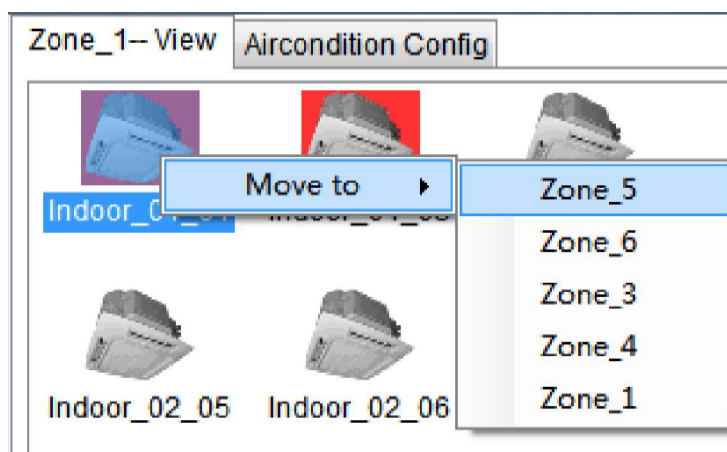 Zone_1-- View
Aircondition Config
Move to
Zone_5
Zone_6
Zone_3
Zone_4
Zone_1
Indoor_02_05
Indoor_02_06